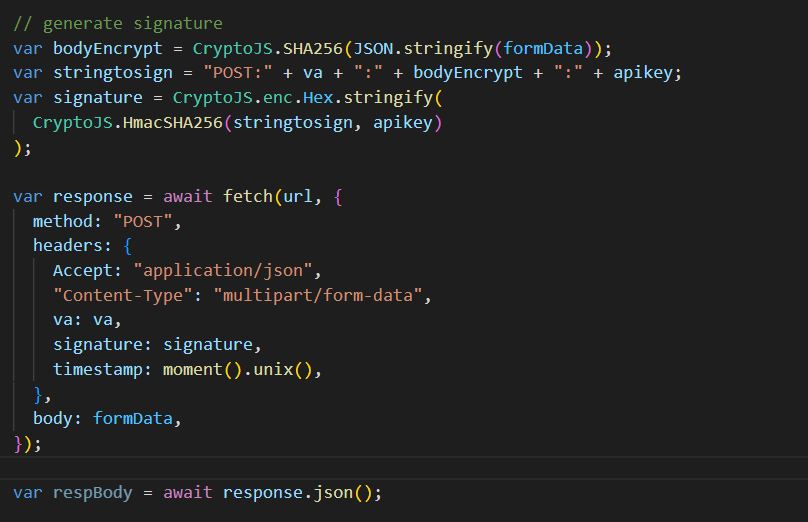 // generate signature
var bodyEncrypt = CryptoJS.SHA256(JSON.stringify(formData));
var stringtosign = "POST:" + va + ":" + bodyEncrypt + ":" + apikey;
var signature = CryptoJS.enc.Hex.stringify(
  CryptoJS.HmacSHA256(stringtosign, apikey)
);

var response = await fetch(url, {
  method: "POST",
  headers: {
    Accept: "application/json",
    "Content-Type": "multipart/form-data",
    va: va,
    signature: signature,
    timestamp: moment().unix(),
  },
  body: formData,
});

var respBody = await response.json();